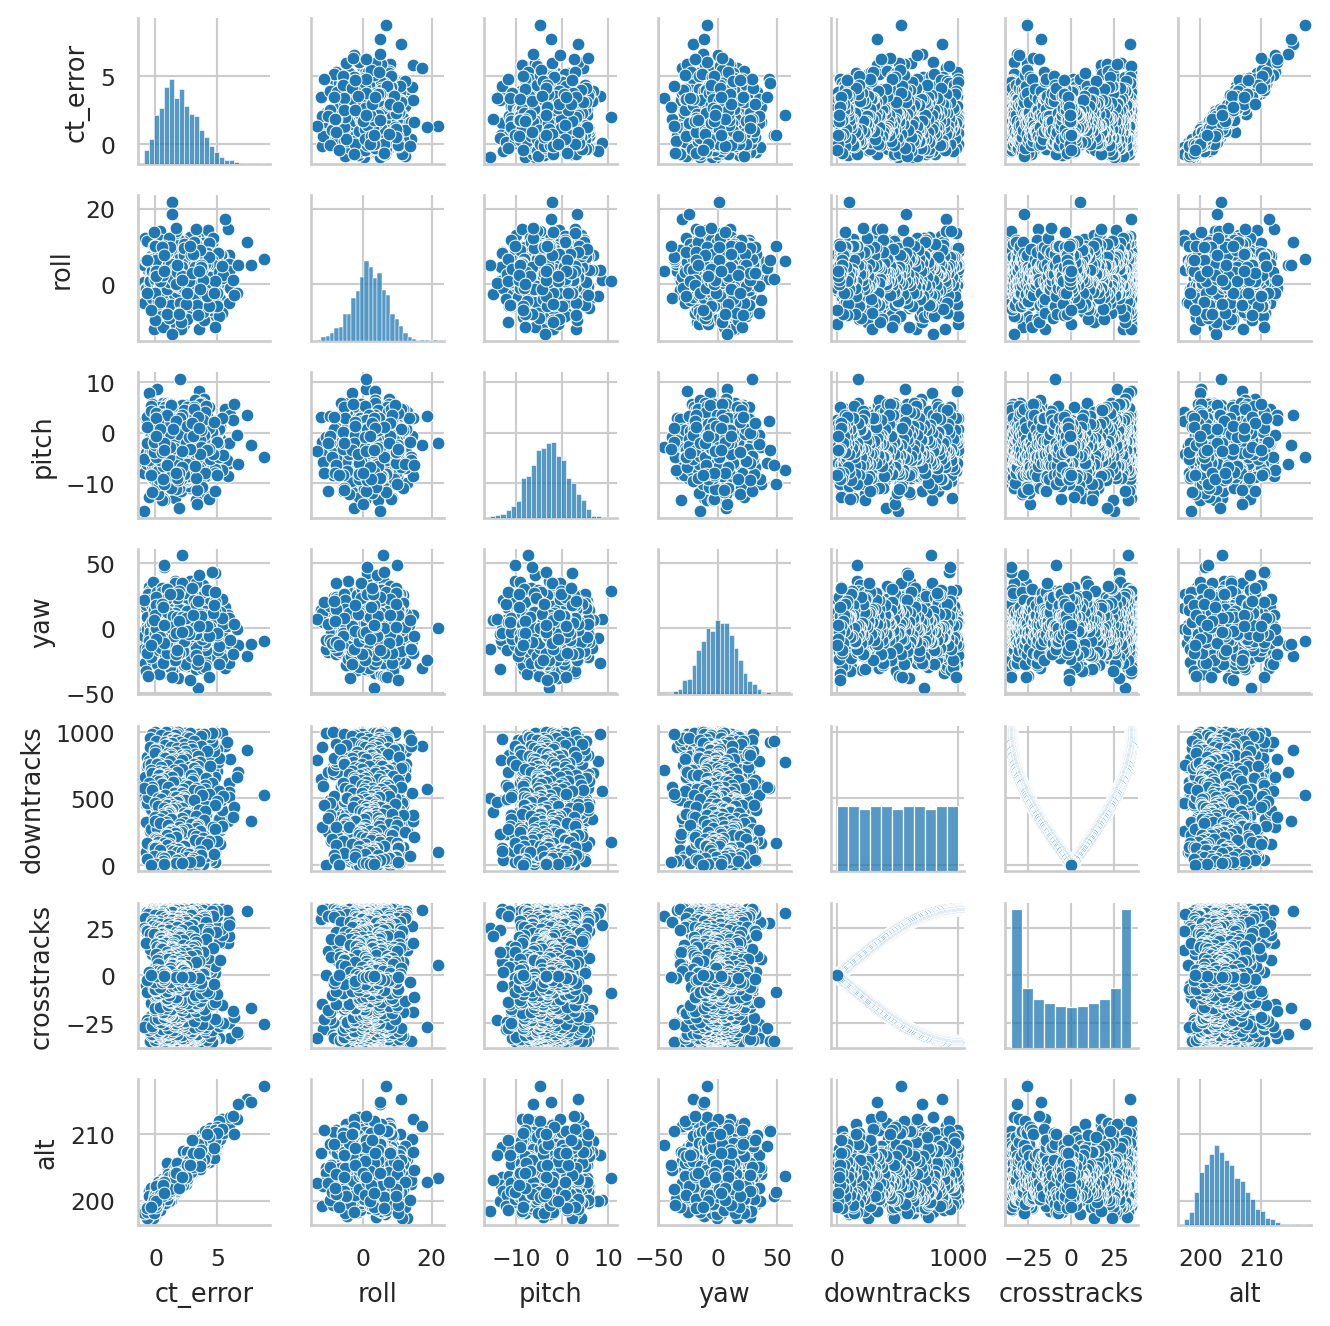 ct_error
5
0
roll
20
0
pitch
10
0
−10
yaw
50
0
−50
downtracks
1000
500
0
crosstracks
25
0
−25
alt
210
200
0 5 0 20 −10 0 10 −50 0 50 0 1000 −25 0 25 200 210
ct_error roll pitch yaw downtracks crosstracks alt